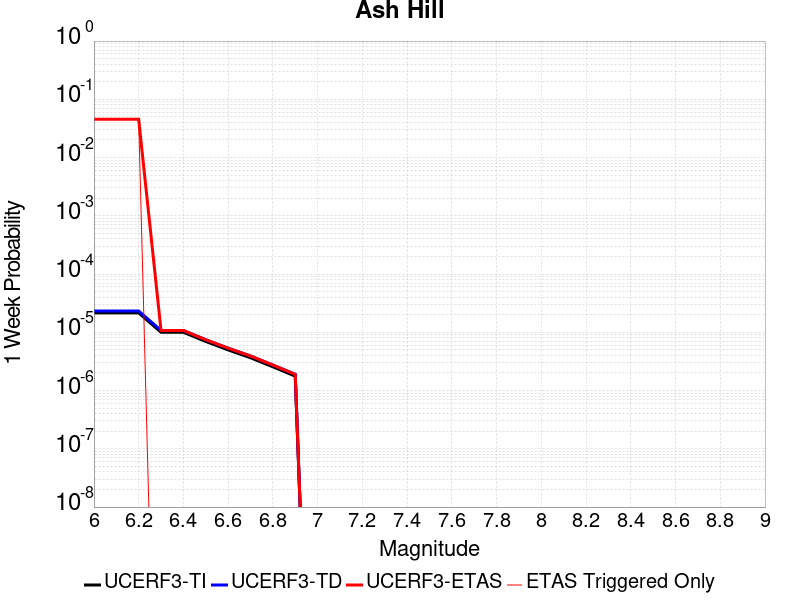 Ash Hill
10^0
10^-1
10^-2
10^-3
10^-4
10^-5
10^-6
10^-7
10^-8
1 Week Probability
6 6.2 6.4 6.6 6.8 7 7.2 7.4 7.6 7.8 8 8.2 8.4 8.6 8.8 9
Magnitude
UCERF3-TI UCERF3-TD UCERF3-ETAS ETAS Triggered Only